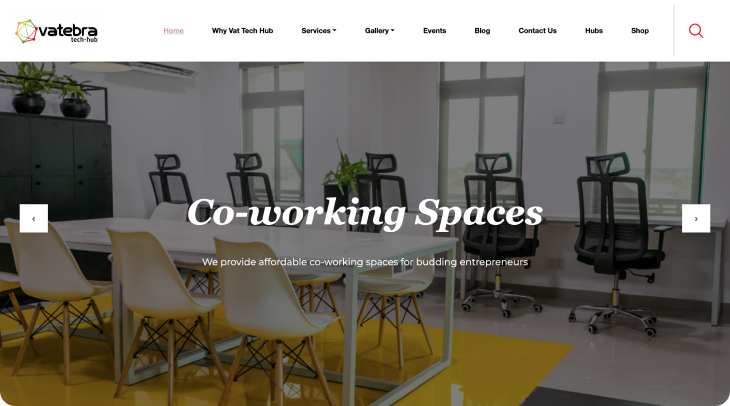 vatebra
tech-hub
Home
Why Vat Tech Hub
Services
Gallery
Events
Blog
Contact Us
Hubs
Shop
Co-working Spaces
We provide affordable co-working spaces for budding entrepreneurs